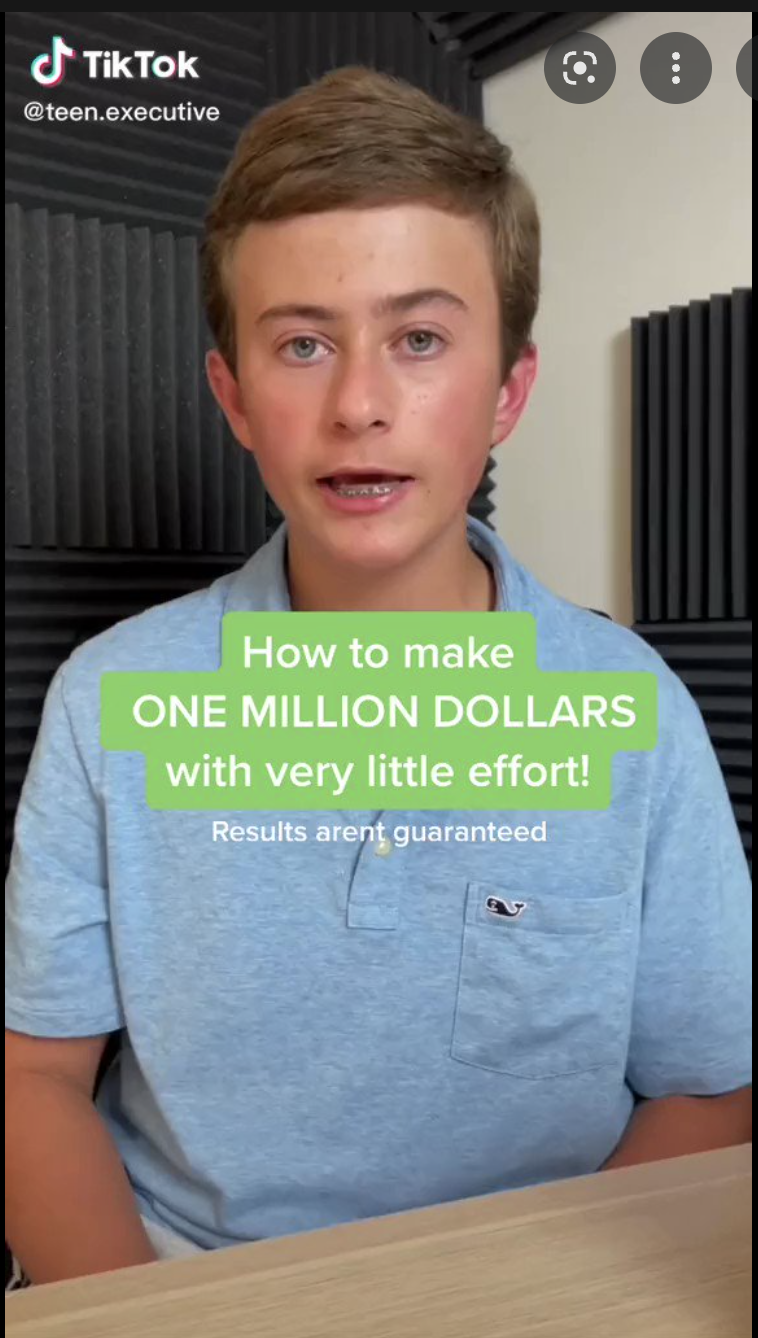 TikTok
@teen.executive
How to make
ONE MILLION DOLLARS
with very little effort!
Results arent guaranteed